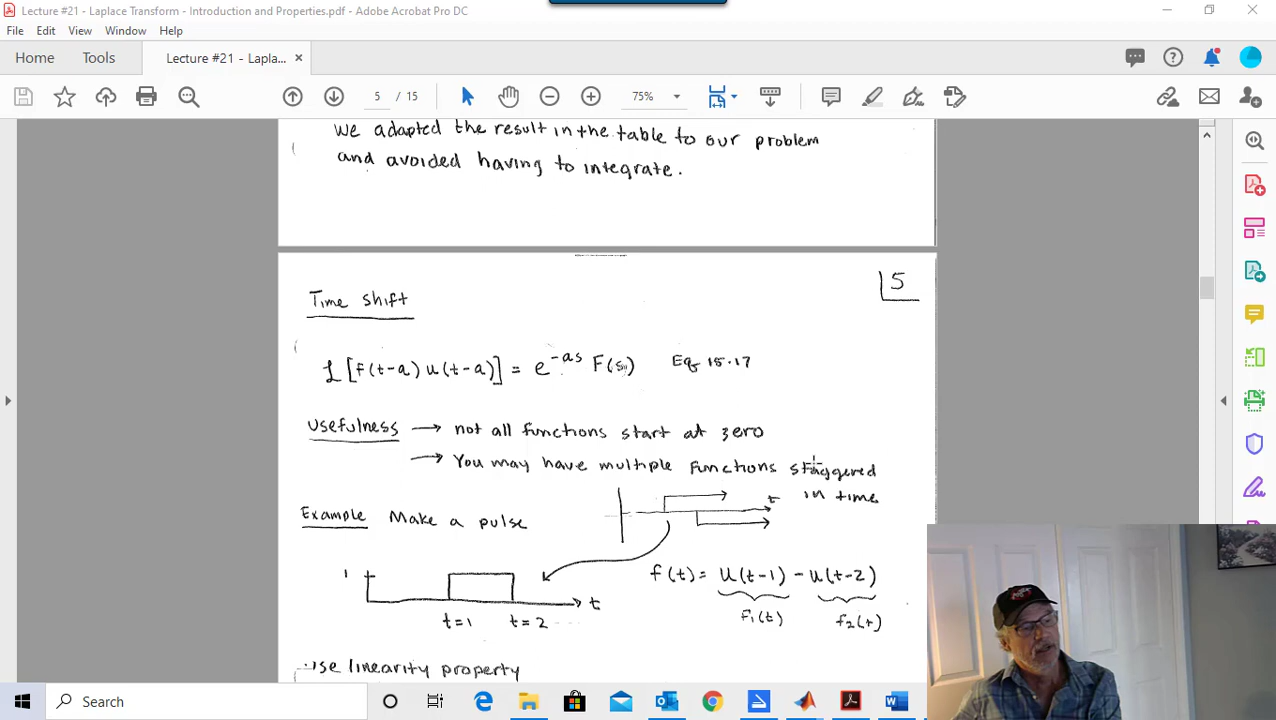 Lecture #21 - Laplace Transform - Introduction and Properties.pdf - Adobe Acrobat Pro DC
File Edit View Window Help
Home Tools Lecture #21 - Lapla... ×
5 / 15 75%
We adapted the result in the table to our problem
and avoided having to integrate.
5
Time shift
ℒ[f(t-a) u(t-a)] = e^-as F(s) Eq 15.17
Usefulness → not all functions start at zero
→ You may have multiple functions staggered
in time
t
Example Make a pulse
1
t
t=1 t=2
f(t) = u(t-1) - u(t-2)
f₁(t) f₂(t)
Use linearity property
Search